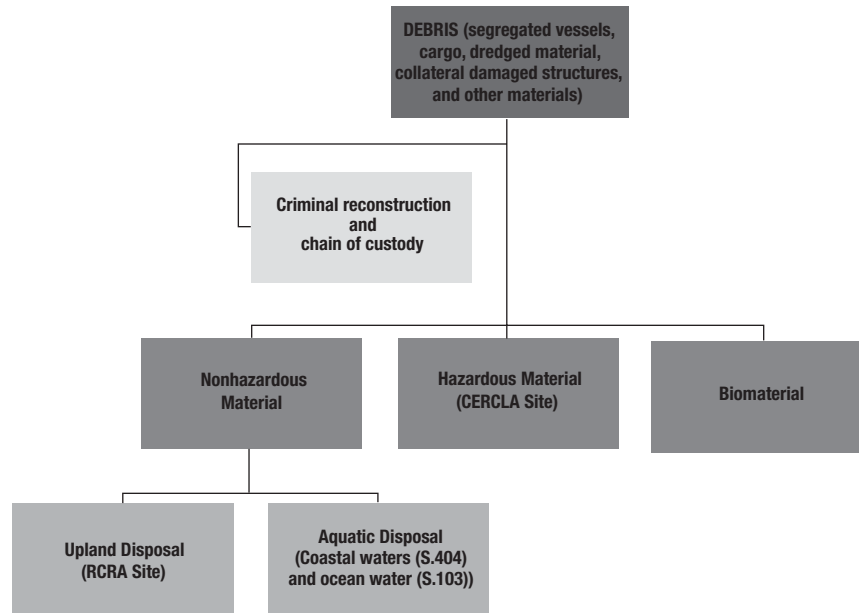 DEBRIS (segregated vessels,
cargo, dredged material,
collateral damaged structures,
and other materials)
Criminal reconstruction
and
chain of custody
Nonhazardous
Material
Hazardous Material
(CERCLA Site)
Biomaterial
Upland Disposal
(RCRA Site)
Aquatic Disposal
(Coastal waters (S.404)
and ocean water (S.103))